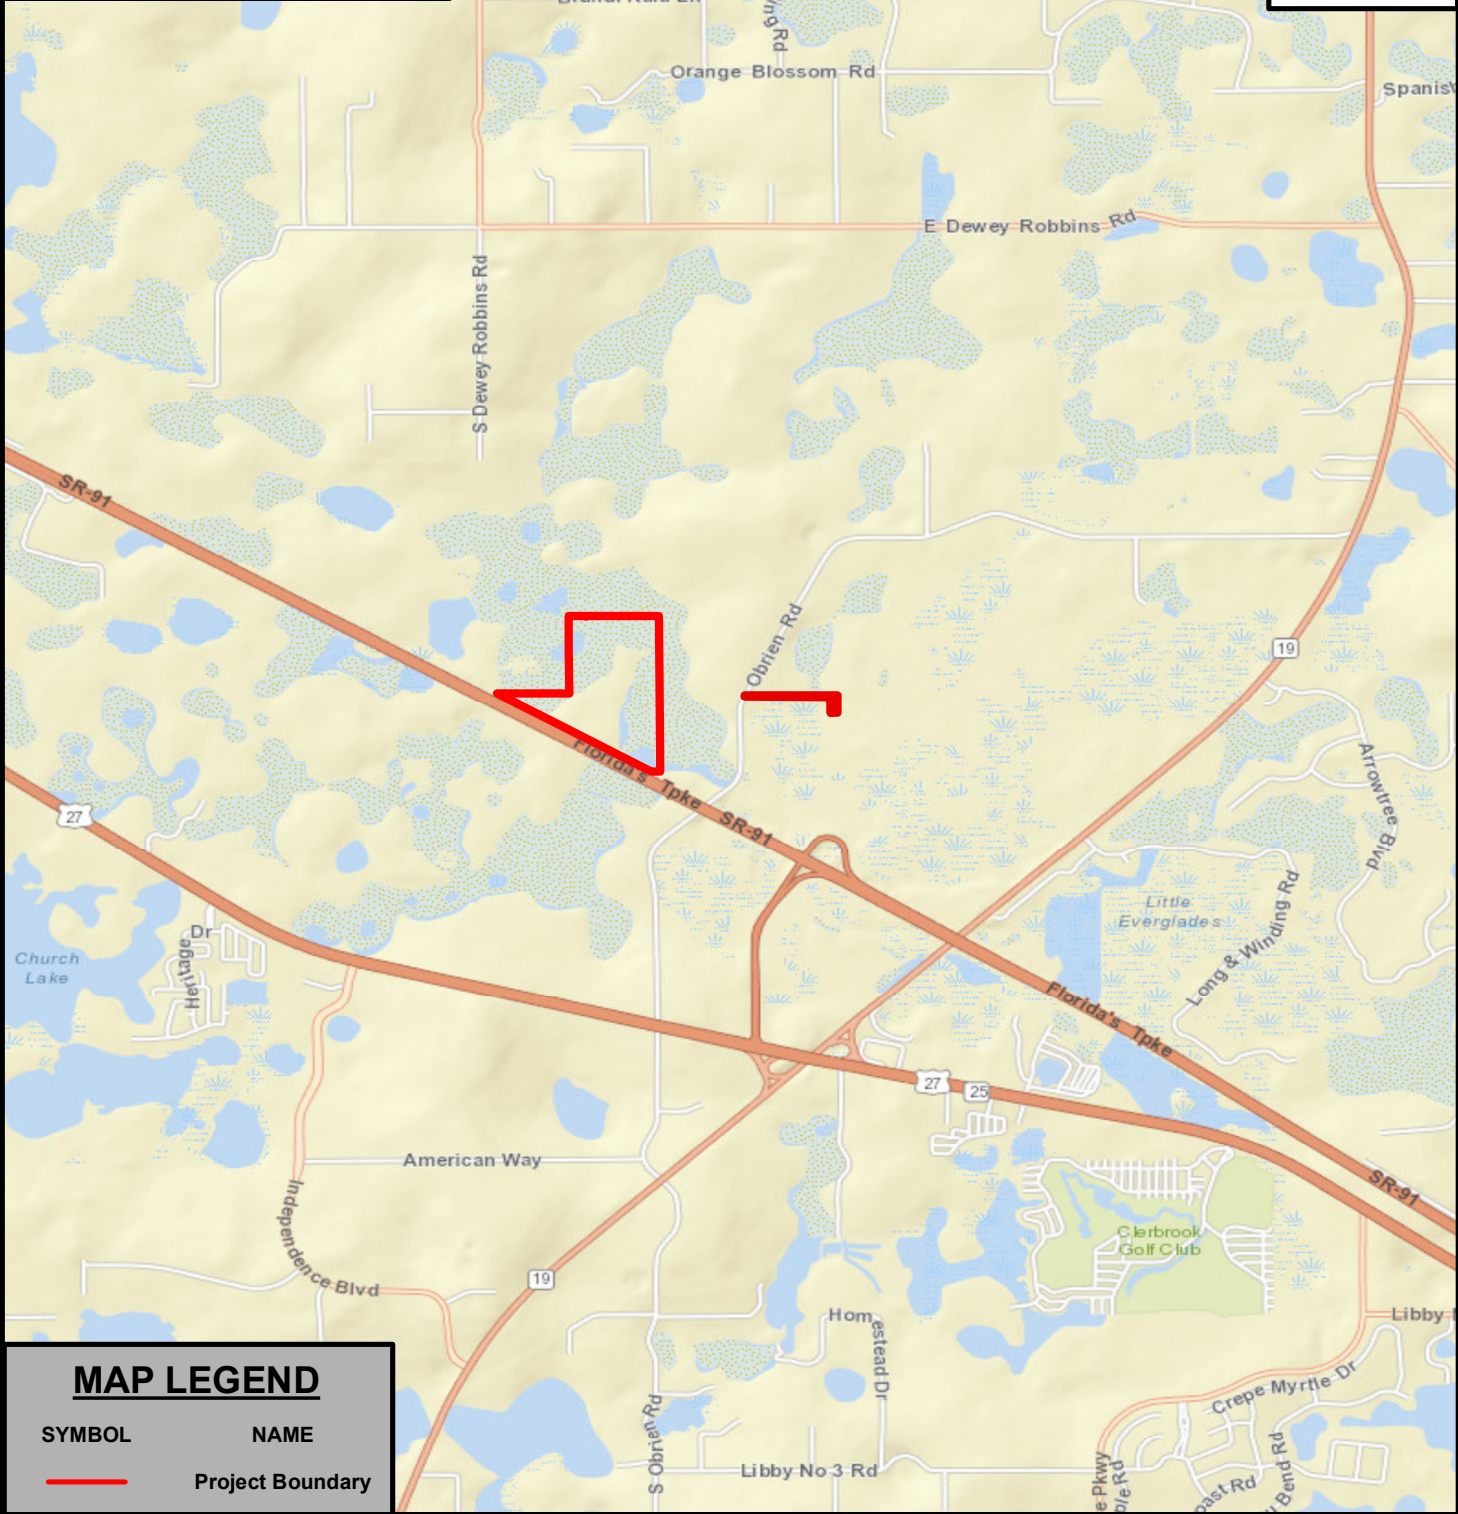 Orange Blossom Rd
E Dewey Robbins Rd
S Dewey Robbins Rd
SR-91
Obrien Rd
19
Florida's Tpke
SR-91
27
Arrowtree Blvd
Little
Everglades
Long & Winding Rd
Heritage Dr
Church
Lake
Florida's Tpke
27
25
American Way
SR-91
Independence Blvd
Clerbrook
Golf Club
19
Homestead Dr
Libby
Crepe Myrtle Dr
S Obrien Rd
Libby No 3 Rd
Bend Rd
MAP LEGEND
SYMBOL NAME
Project Boundary